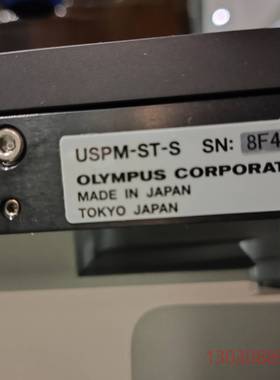 USPM-ST-S SN: 8F4
OLYMPUS CORPORAT
MADE IN JAPAN
TOKYO JAPAN